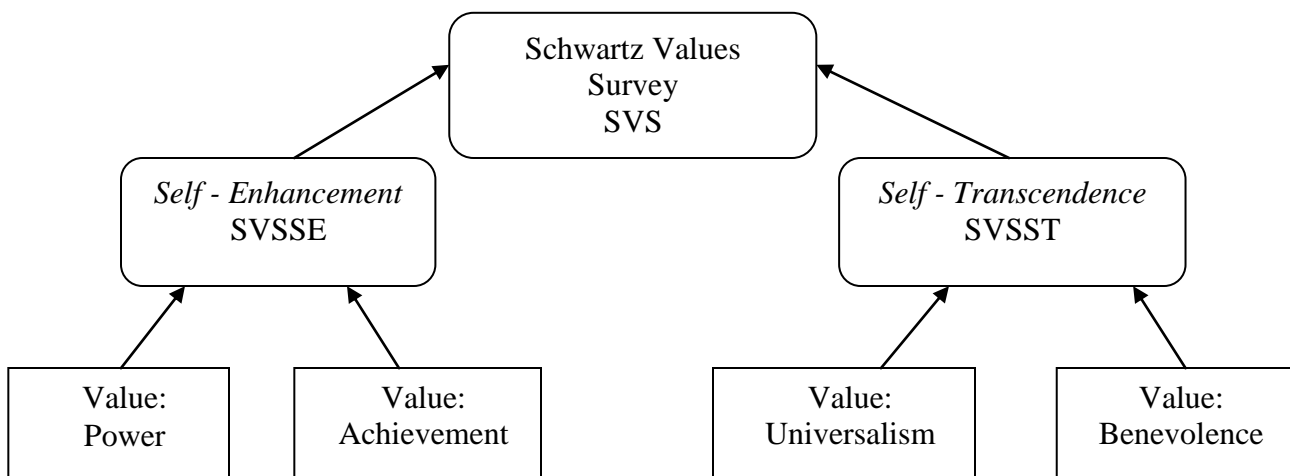 Schwartz Values
Survey
SVS
Self - Enhancement
SVSSE
Self - Transcendence
SVSST
Value:
Power
Value:
Achievement
Value:
Universalism
Value:
Benevolence